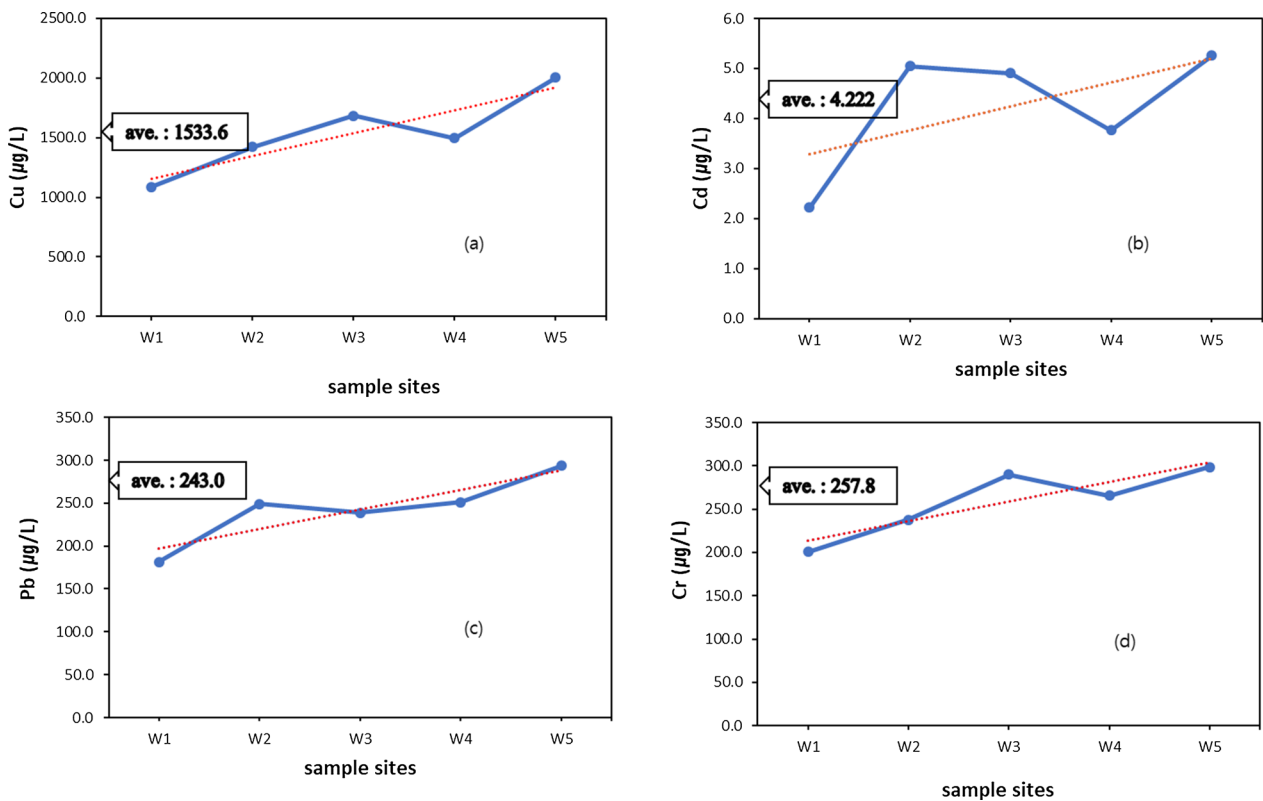 2500.0
2000.0
1500.0
1000.0
500.0
0.0
Cu (µg/L)
ave. : 1533.6
(a)
W1 W2 W3 W4 W5
sample sites
6.0
5.0
4.0
3.0
2.0
1.0
0.0
Cd (µg/L)
ave. : 4.222
(b)
W1 W2 W3 W4 W5
sample sites
350.0
300.0
250.0
200.0
150.0
100.0
50.0
0.0
Pb (µg/L)
ave. : 243.0
(c)
W1 W2 W3 W4 W5
sample sites
350.0
300.0
250.0
200.0
150.0
100.0
50.0
0.0
Cr (µg/L)
ave. : 257.8
(d)
W1 W2 W3 W4 W5
sample sites